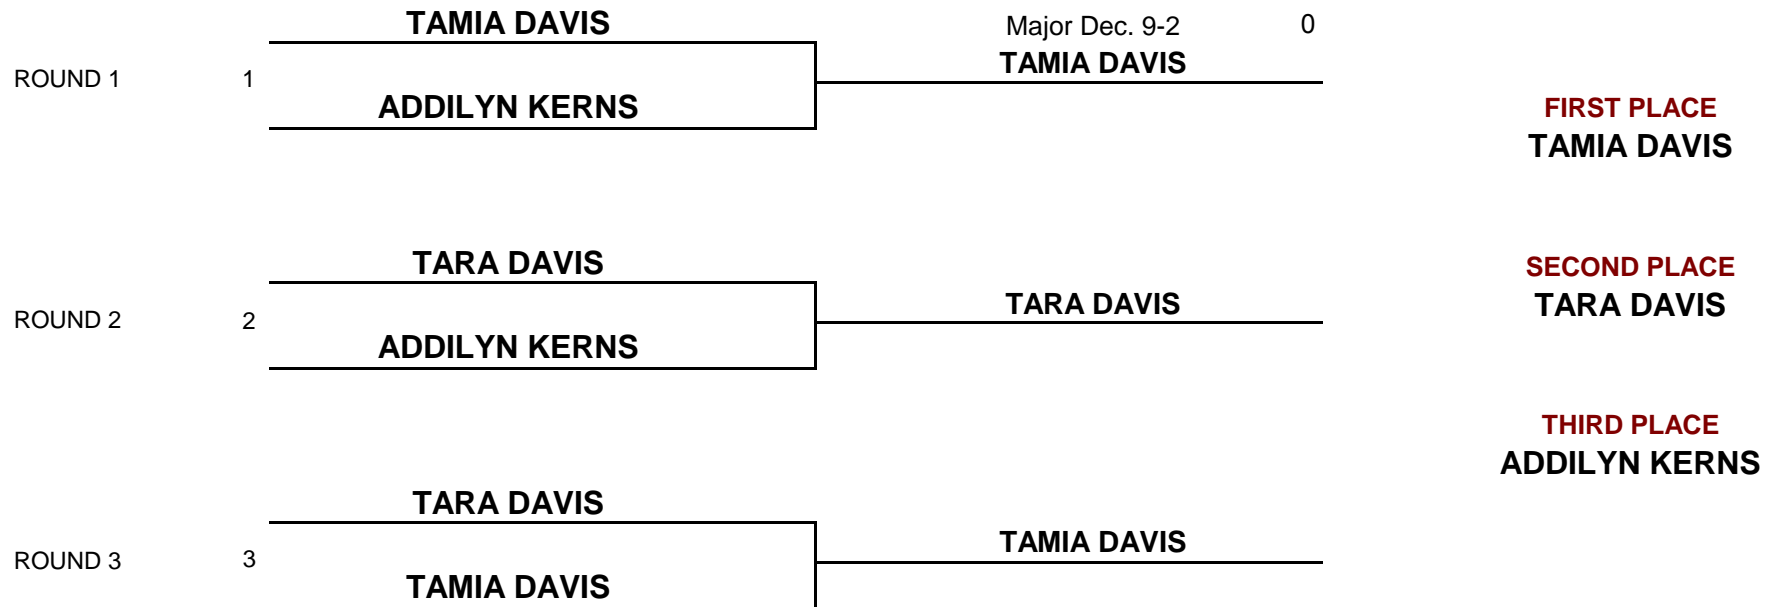 TAMIA DAVIS
Major Dec. 9-2 0
TAMIA DAVIS
ROUND 1 1
ADDILYN KERNS
FIRST PLACE
TAMIA DAVIS
TARA DAVIS
SECOND PLACE
TARA DAVIS
TARA DAVIS
ROUND 2 2
ADDILYN KERNS
THIRD PLACE
ADDILYN KERNS
TARA DAVIS
TAMIA DAVIS
ROUND 3 3
TAMIA DAVIS